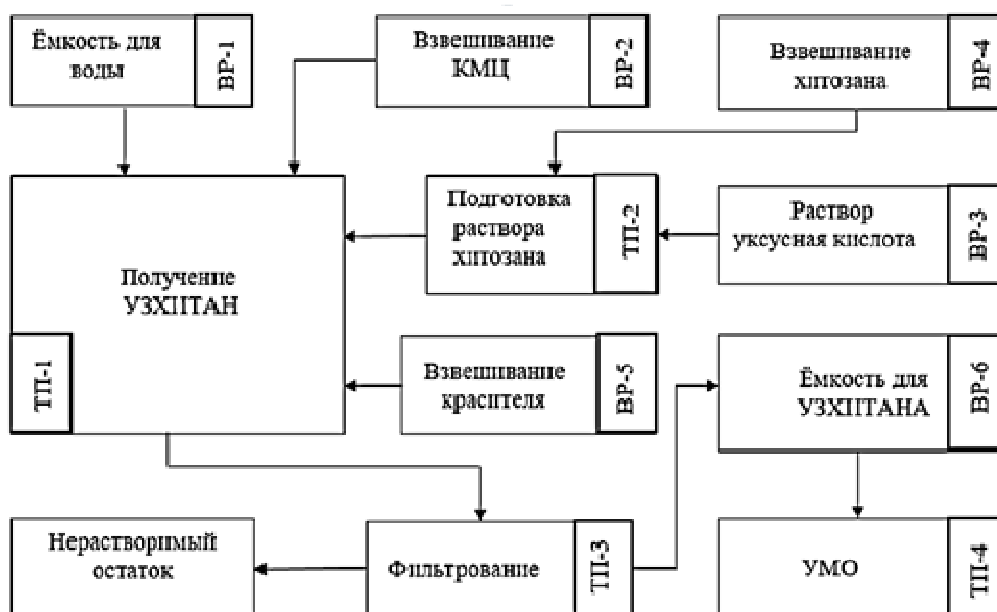 Ёмкость для
воды
ВР-1
Взвешивание
КМЦ
ВР-2
Взвешивание
хитозана
ВР-4
Получение
УЗХИТАН
ТП-1
Подготовка
раствора
хитозана
ТП-2
Раствор
уксусная кислота
ВР-3
Взвешивание
красителя
ВР-5
Ёмкость для
УЗХИТАНА
ВР-6
Нерастворимый
остаток
Фильтрование
ТП-3
УМО
ТП-4